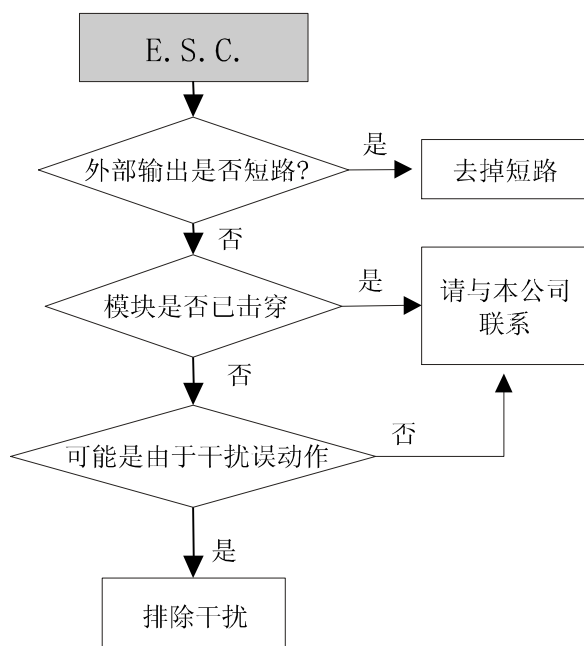 E.S.C.
外部输出是否短路?
是
去掉短路
否
模块是否已击穿
是
请与本公司
联系
否
可能是由于干扰误动作
否
是
排除干扰